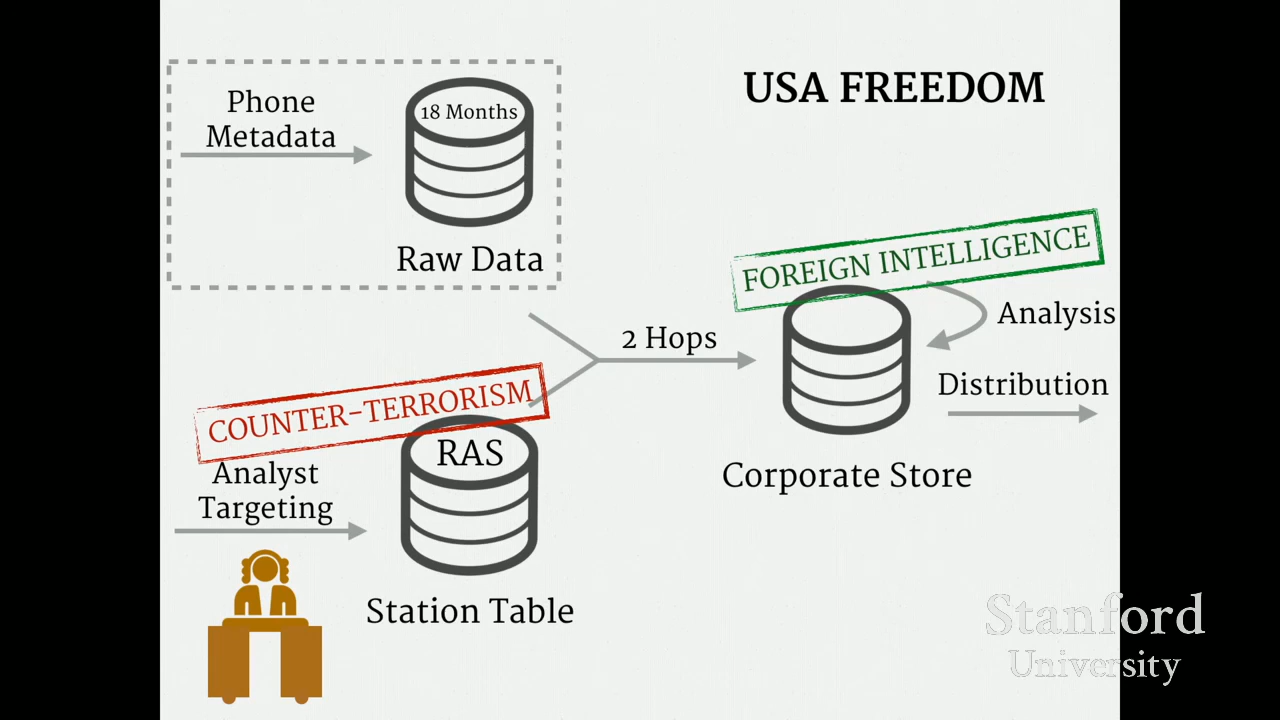 USA FREEDOM
Phone
Metadata
18 Months
Raw Data
FOREIGN INTELLIGENCE
Analysis
2 Hops
Distribution
COUNTER-TERRORISM
RAS
Analyst
Targeting
Corporate Store
Station Table
Stanford
University